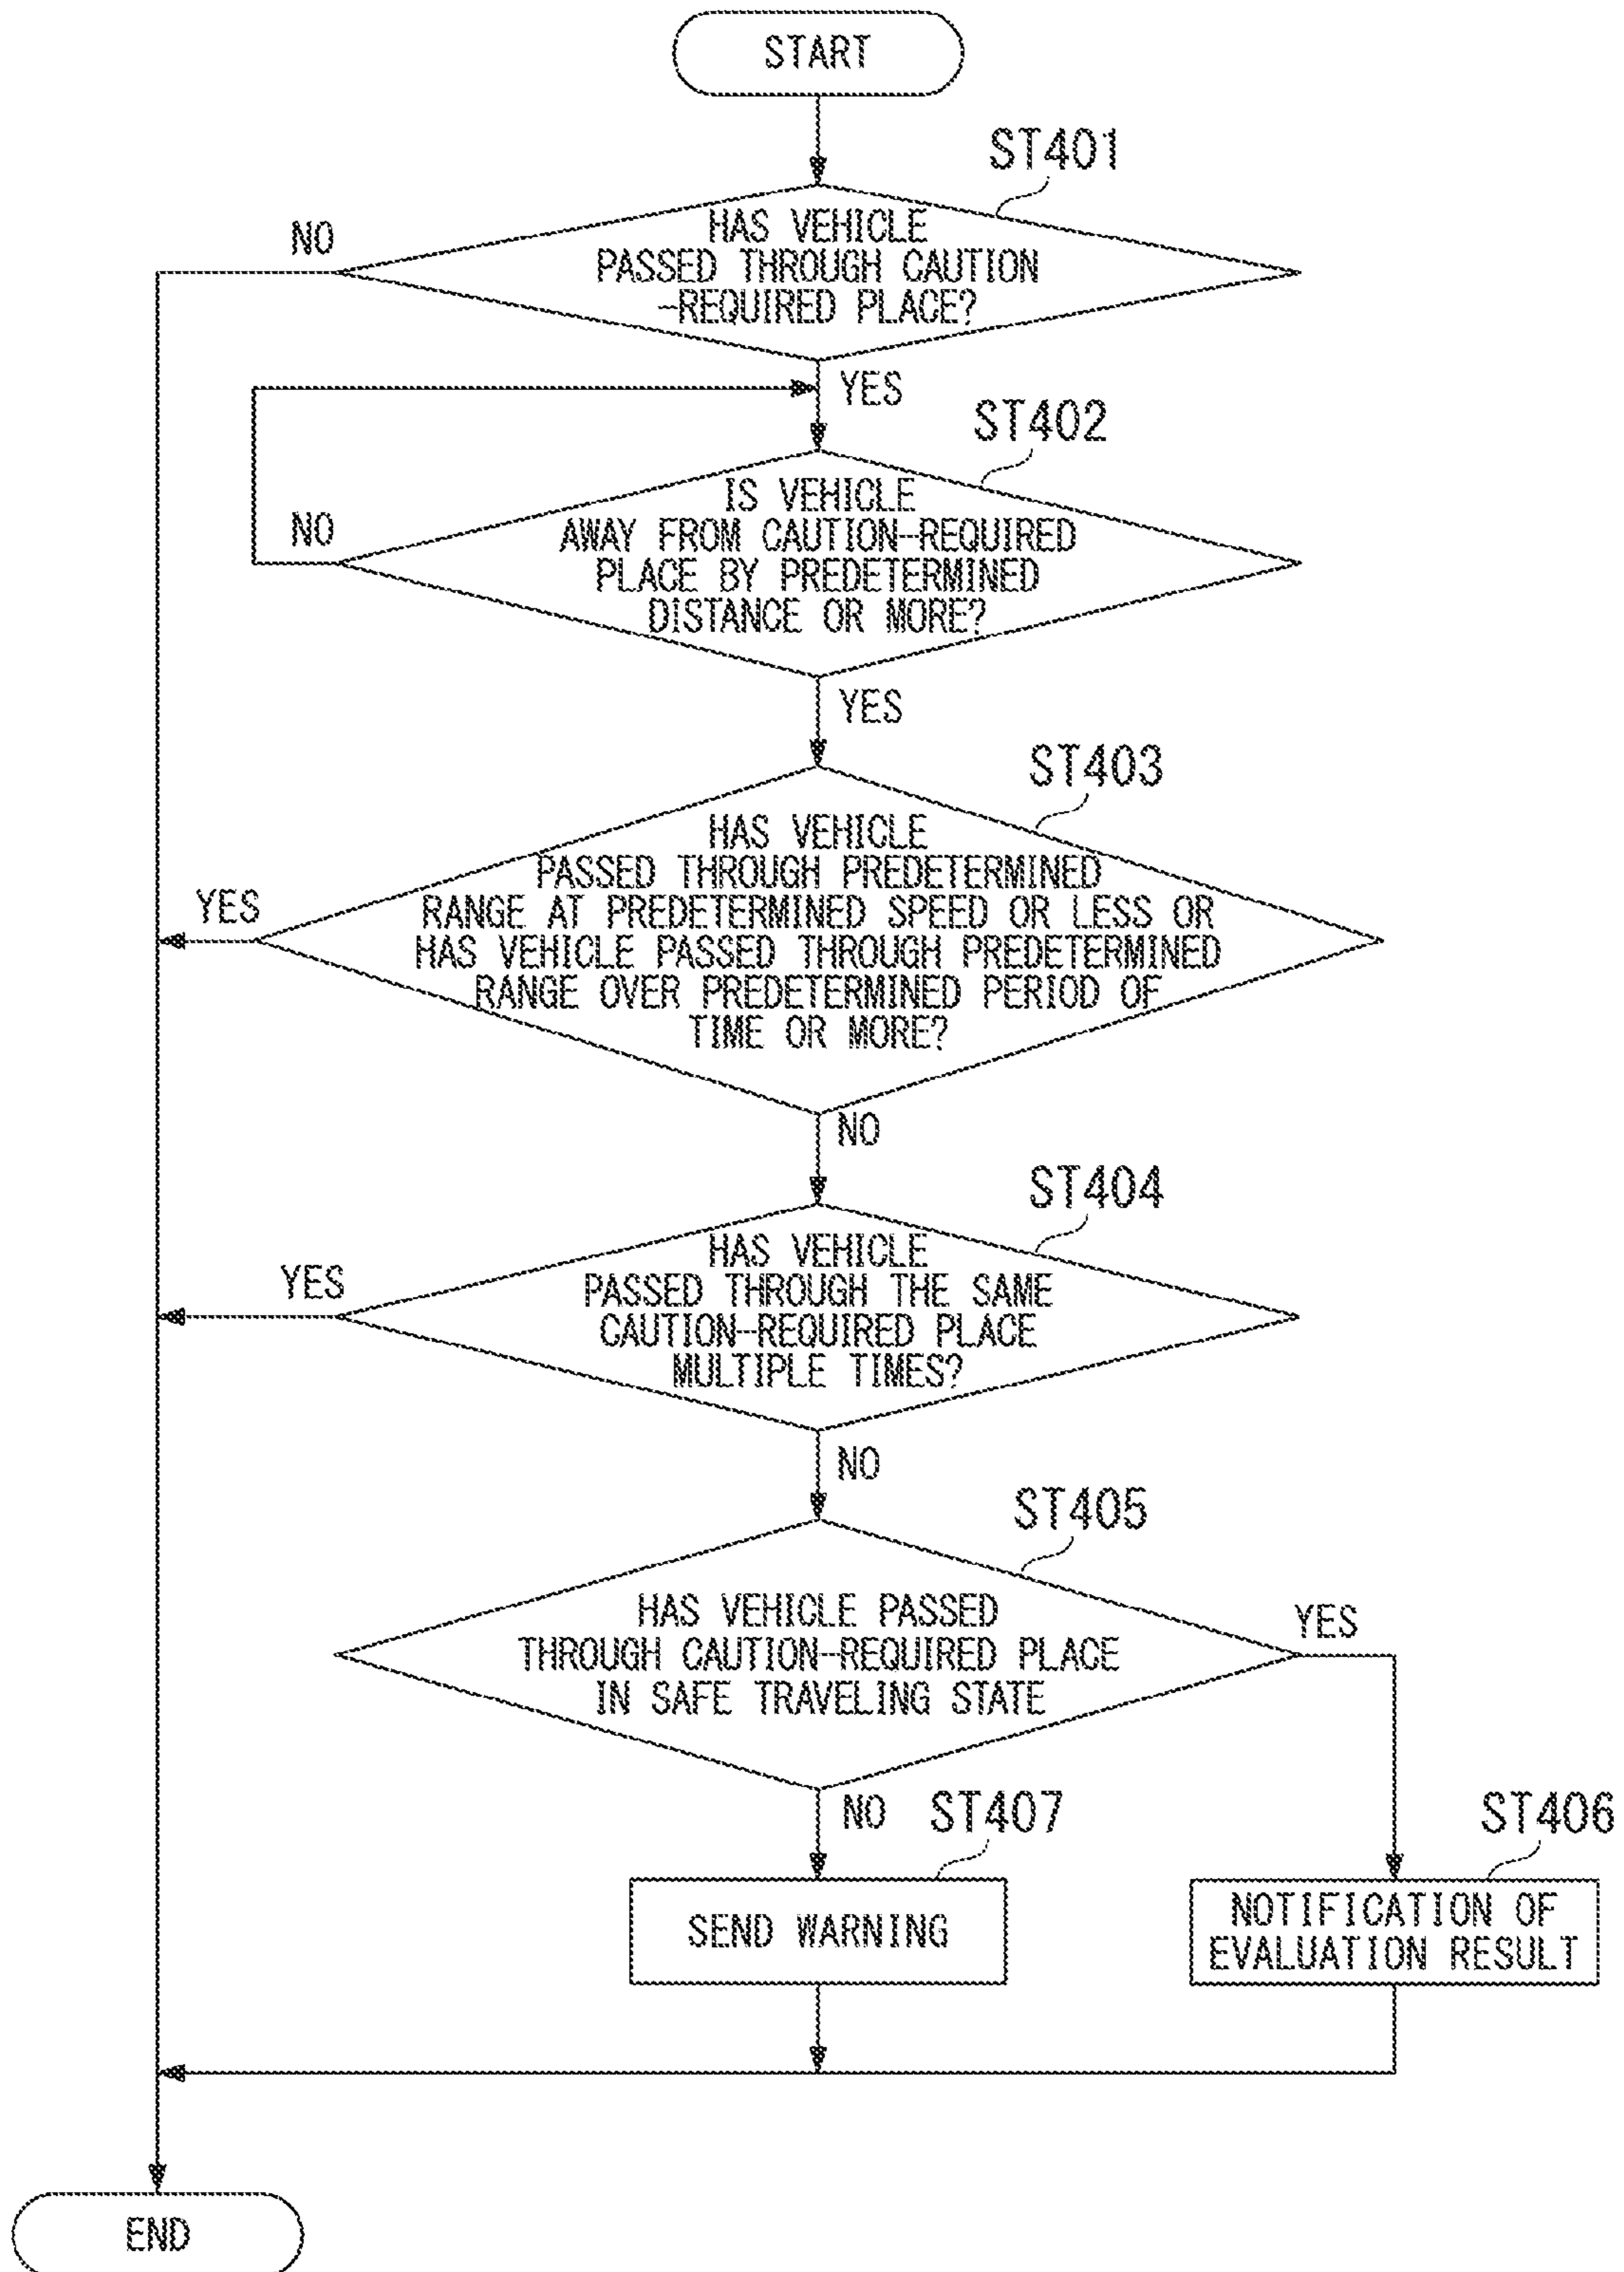 START
ST401
NO
HAS VEHICLE
PASSED THROUGH CAUTION
-REQUIRED PLACE?
YES
ST402
NO
IS VEHICLE
AWAY FROM CAUTION-REQUIRED
PLACE BY PREDETERMINED
DISTANCE OR MORE?
YES
ST403
YES
HAS VEHICLE
PASSED THROUGH PREDETERMINED
RANGE AT PREDETERMINED SPEED OR LESS OR
HAS VEHICLE PASSED THROUGH PREDETERMINED
RANGE OVER PREDETERMINED PERIOD OF
TIME OR MORE?
NO
ST404
YES
HAS VEHICLE
PASSED THROUGH THE SAME
CAUTION-REQUIRED PLACE
MULTIPLE TIMES?
NO
ST405
HAS VEHICLE PASSED
THROUGH CAUTION-REQUIRED PLACE
IN SAFE TRAVELING STATE
YES
NO
ST407
ST406
SEND WARNING
NOTIFICATION OF
EVALUATION RESULT
END